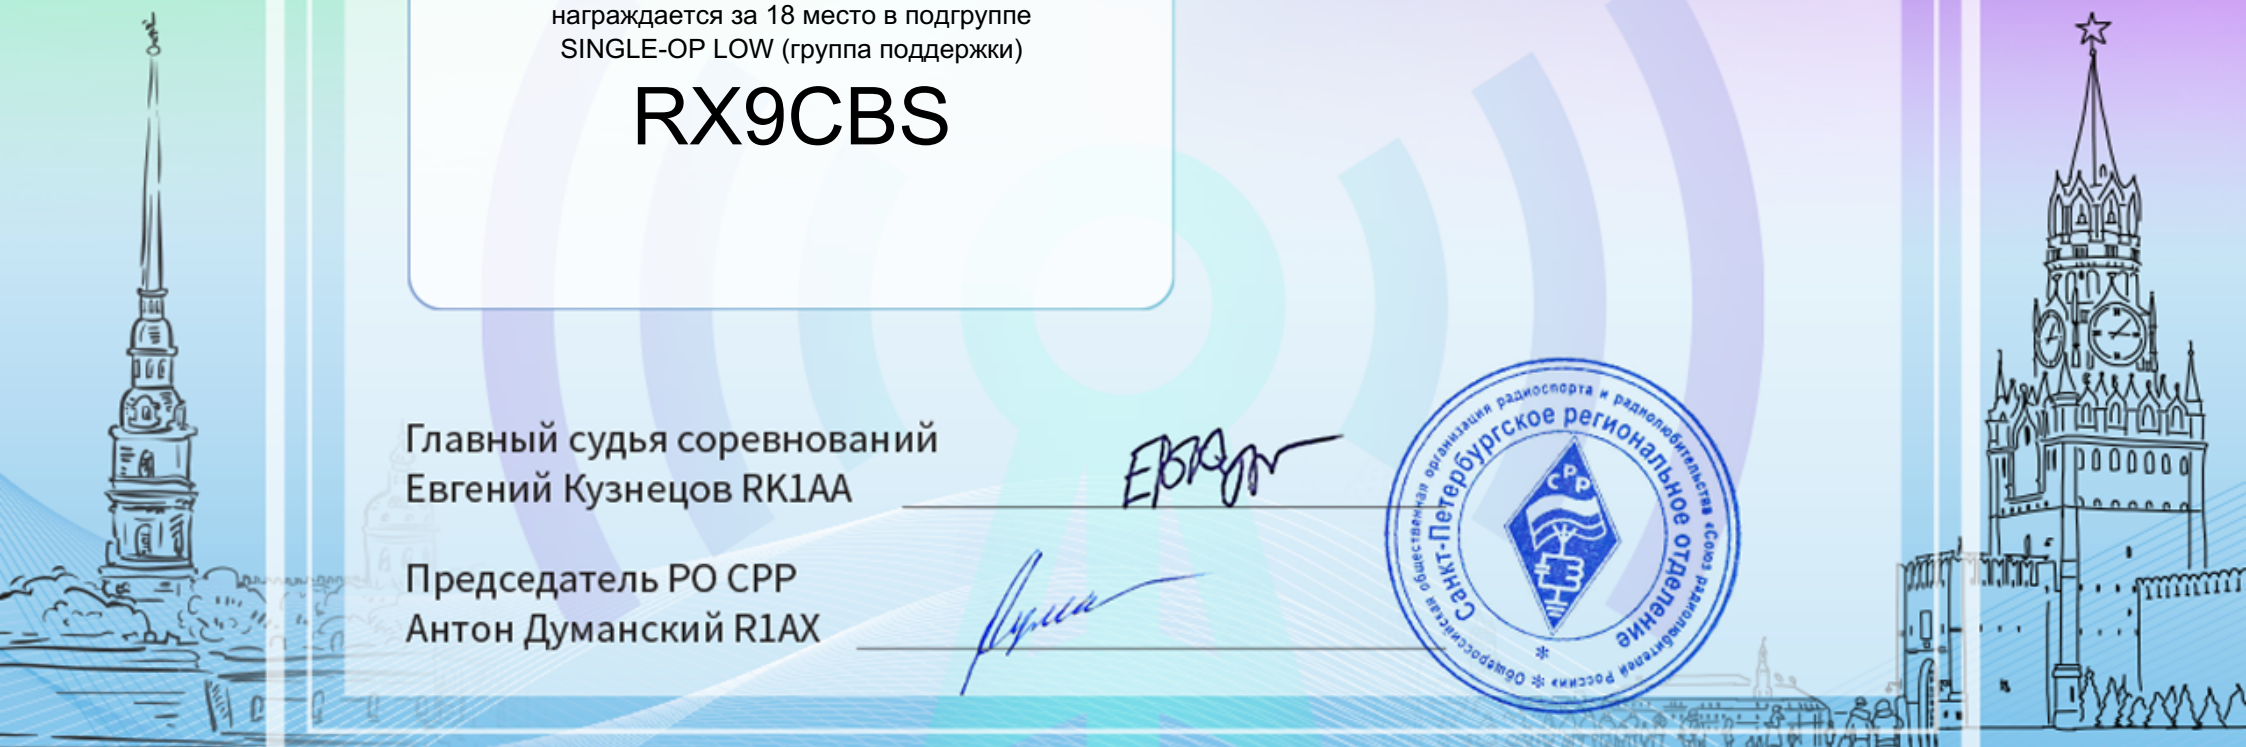 награждается за 18 место в подгруппе
SINGLE-OP LOW (группа поддержки)
RX9CBS
Главный судья соревнований
Евгений Кузнецов RK1AA
Председатель РО СРР
Антон Думанский R1AX
Общероссийская общественная организация радиоспорта и радиолюбительства «Союз радиолюбителей России» *
Санкт-Петербургское региональное отделение *
СРР